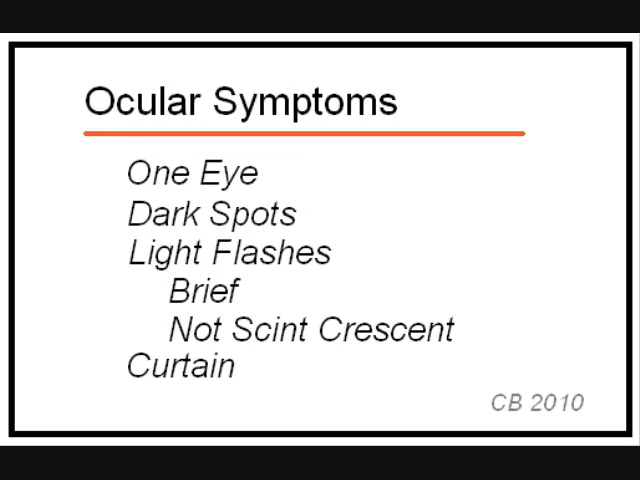 Ocular Symptoms
One Eye
Dark Spots
Light Flashes
Brief
Not Scint Crescent
Curtain
CB 2010